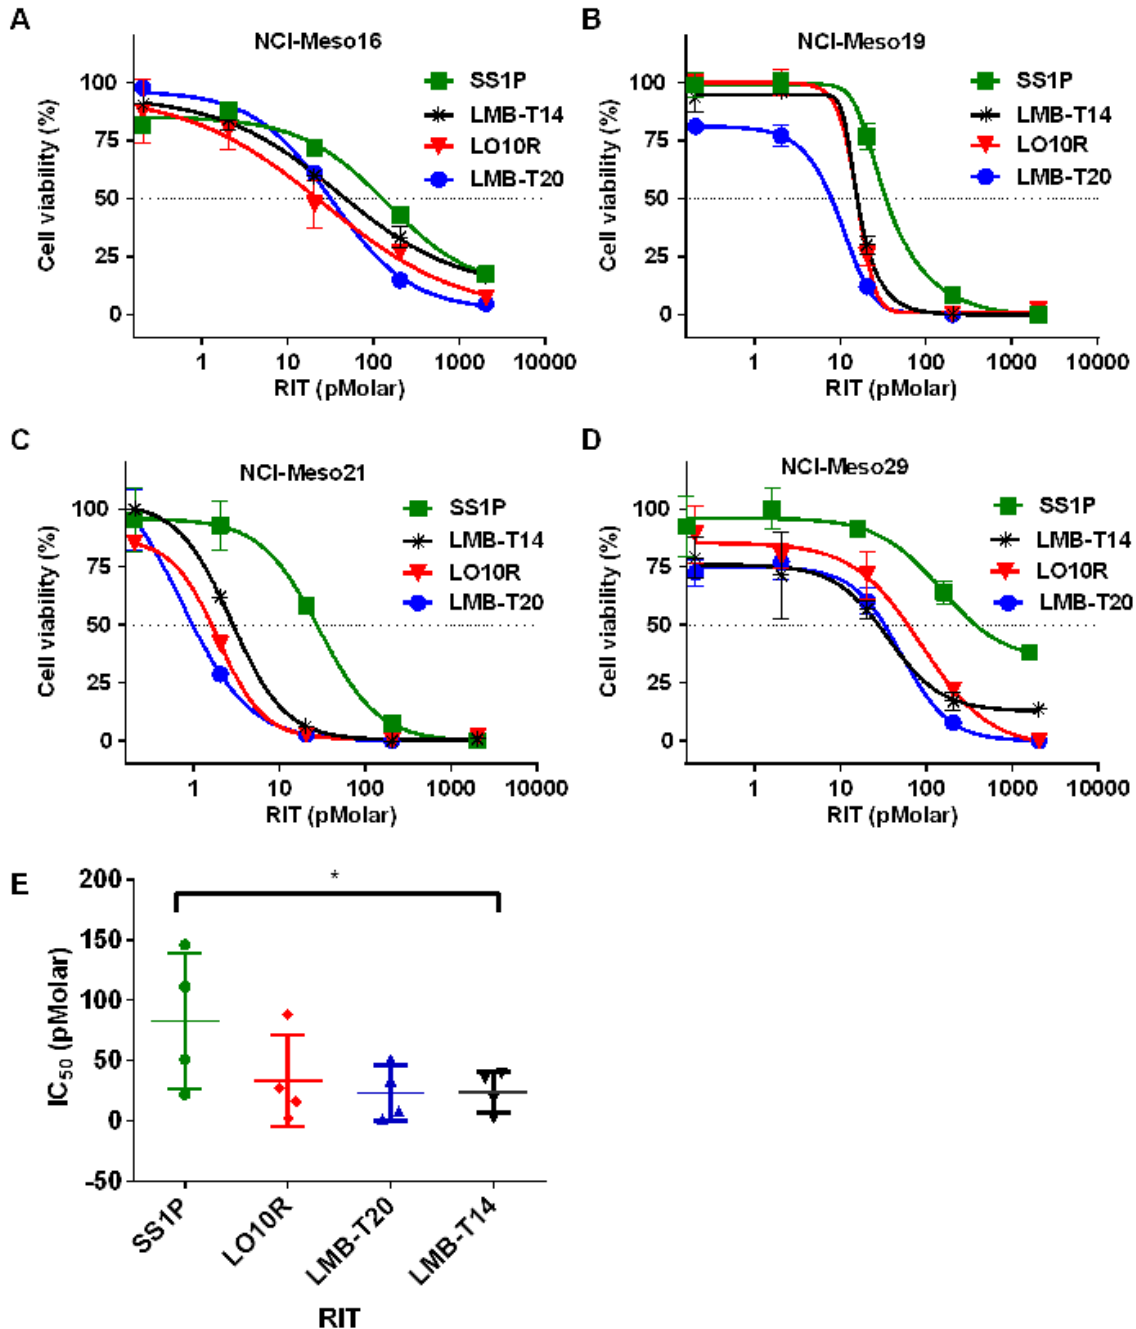 A
NCI-Meso16
Cell viability (%)
100
75
50
25
0
SS1P
LMB-T14
LO10R
LMB-T20
1 10 100 1000 10000
RIT (pMolar)
B
NCI-Meso19
Cell viability (%)
100
75
50
25
0
SS1P
LMB-T14
LO10R
LMB-T20
1 10 100 1000 10000
RIT (pMolar)
C
NCI-Meso21
Cell viability (%)
100
75
50
25
0
SS1P
LMB-T14
LO10R
LMB-T20
1 10 100 1000 10000
RIT (pMolar)
D
NCI-Meso29
Cell viability (%)
100
75
50
25
0
SS1P
LMB-T14
LO10R
LMB-T20
1 10 100 1000 10000
RIT (pMolar)
E
IC50 (pMolar)
200
150
100
50
0
-50
*
SS1P
LO10R
LMB-T20
LMB-T14
RIT